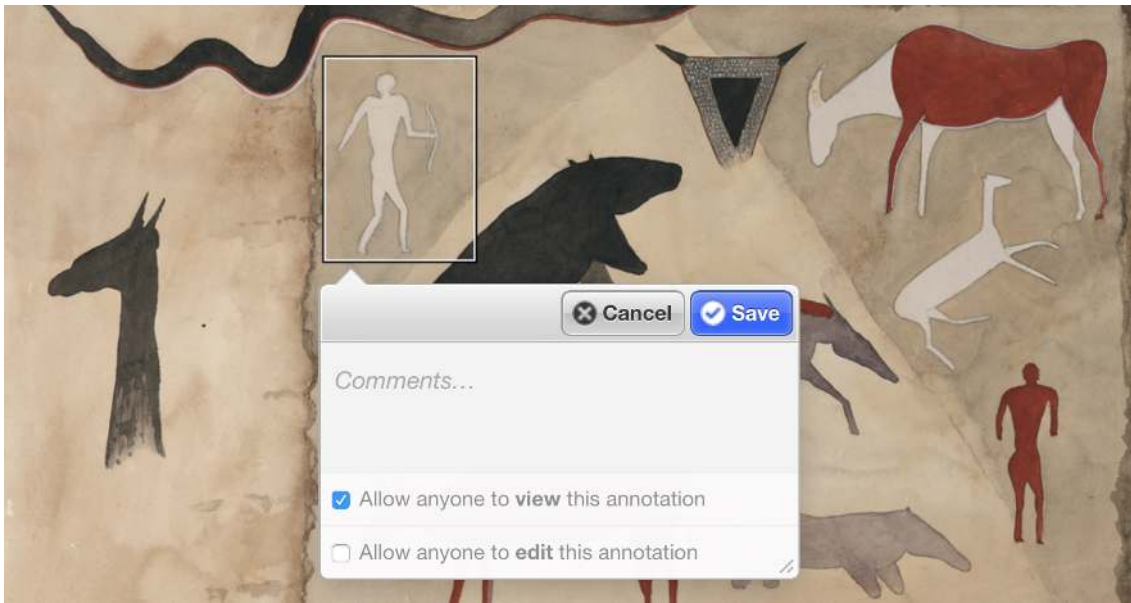 Cancel Save
Comments...
Allow anyone to view this annotation
Allow anyone to edit this annotation